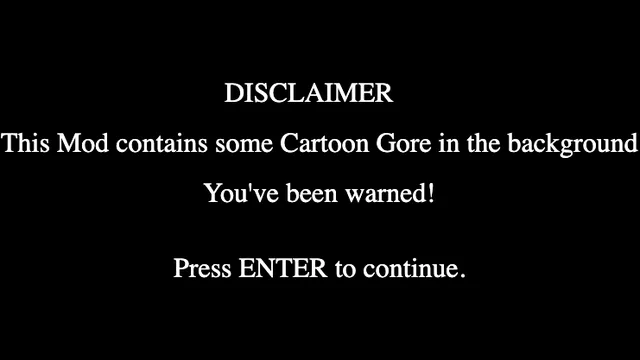 DISCLAIMER
This Mod contains some Cartoon Gore in the background
You've been warned!
Press ENTER to continue.